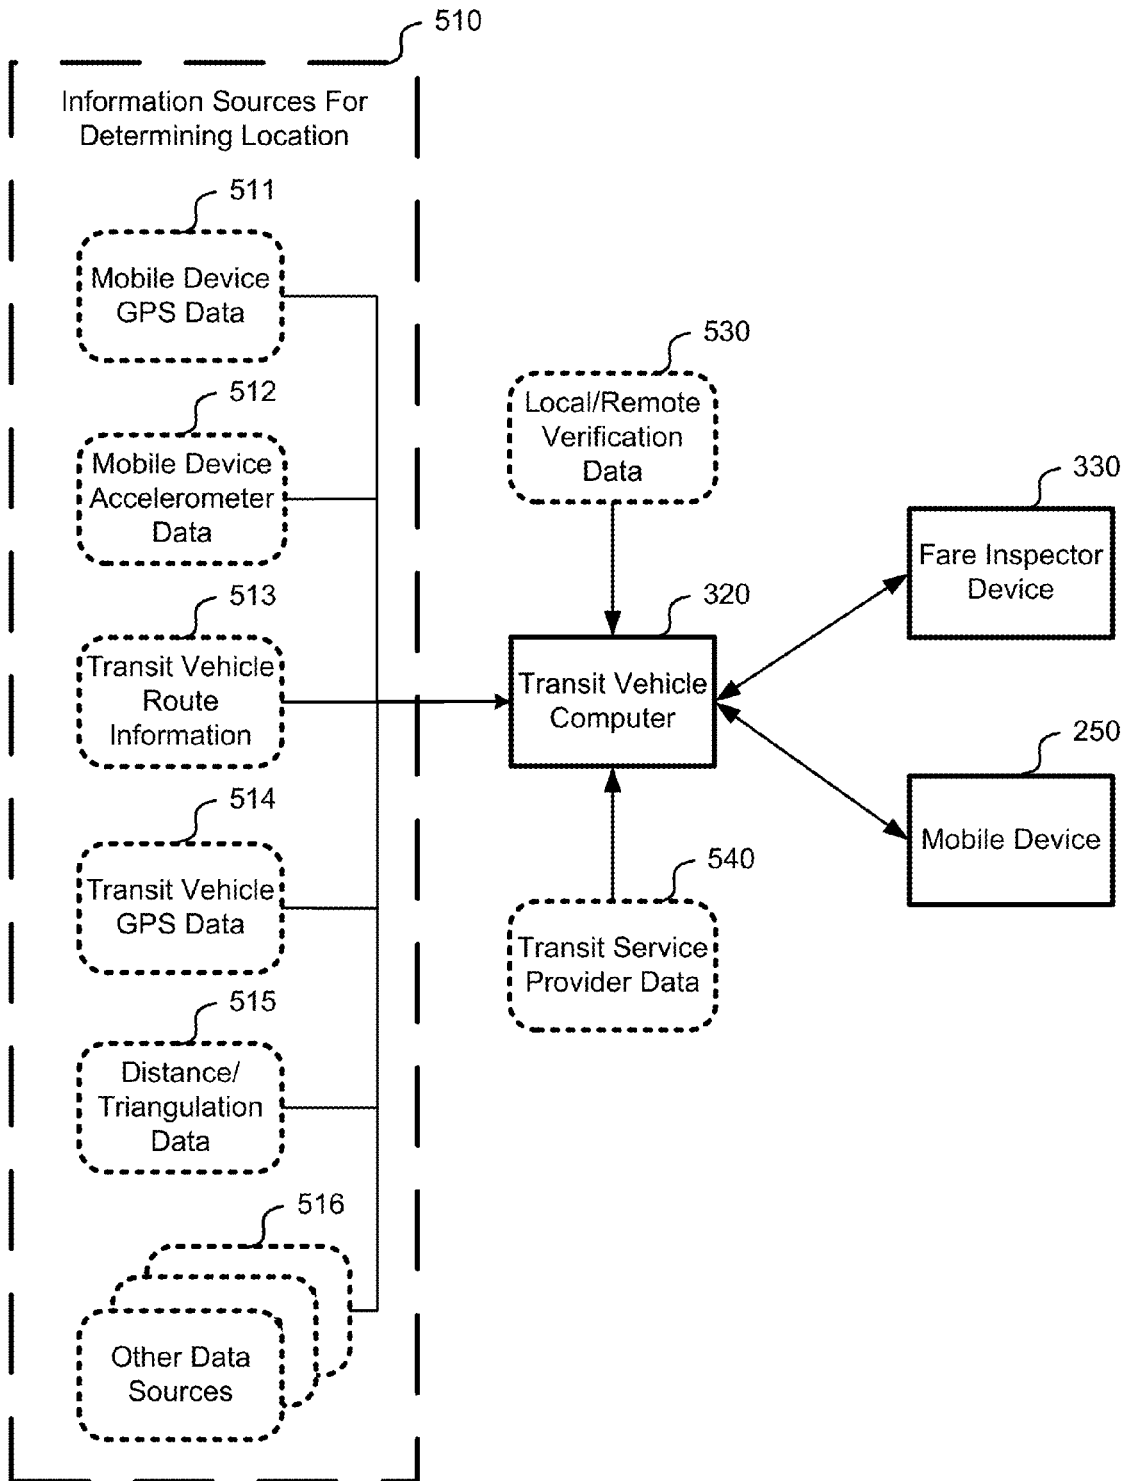 510
Information Sources For
Determining Location
511
Mobile Device
GPS Data
512
Mobile Device
Accelerometer
Data
513
Transit Vehicle
Route
Information
514
Transit Vehicle
GPS Data
515
Distance/
Triangulation
Data
516
Other Data
Sources
530
Local/Remote
Verification
Data
320
Transit Vehicle
Computer
540
Transit Service
Provider Data
330
Fare Inspector
Device
250
Mobile Device